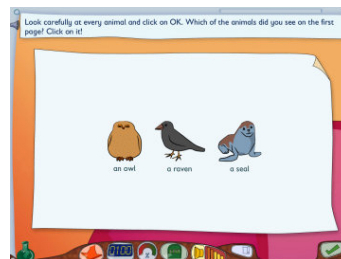 Look carefully at every animal and click on OK. Which of the animals did you see on the first
page? Click on it!
an owl
a raven
a seal
0100